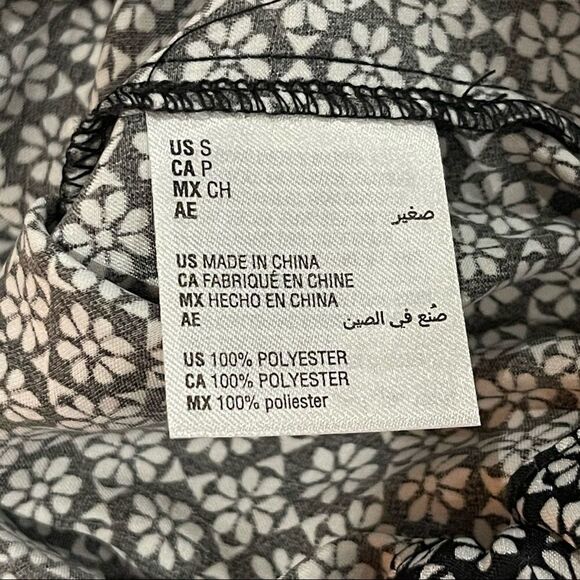 US S
CA P
MX CH
AE صغير
US MADE IN CHINA
CA FABRIQUÉ EN CHINE
MX HECHO EN CHINA
AE صُنع في الصين
US 100% POLYESTER
CA 100% POLYESTER
MX 100% poliester